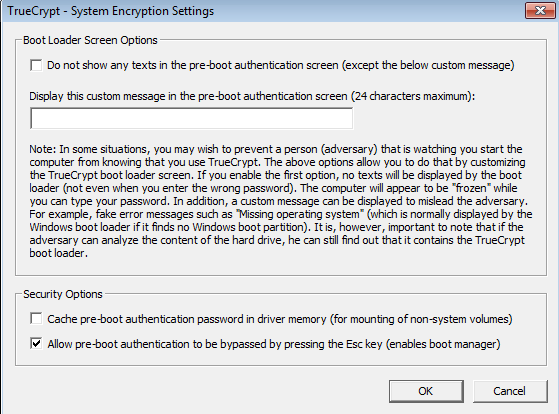 TrueCrypt - System Encryption Settings
Boot Loader Screen Options
Do not show any texts in the pre-boot authentication screen (except the below custom message)
Display this custom message in the pre-boot authentication screen (24 characters maximum):
Note: In some situations, you may wish to prevent a person (adversary) that is watching you start the
computer from knowing that you use TrueCrypt. The above options allow you to do that by customizing
the TrueCrypt boot loader screen. If you enable the first option, no texts will be displayed by the boot
loader (not even when you enter the wrong password). The computer will appear to be "frozen" while
you can type your password. In addition, a custom message can be displayed to mislead the adversary.
For example, fake error messages such as "Missing operating system" (which is normally displayed by the
Windows boot loader if it finds no Windows boot partition). It is, however, important to note that if the
adversary can analyze the content of the hard drive, he can still find out that it contains the TrueCrypt
boot loader.
Security Options
Cache pre-boot authentication password in driver memory (for mounting of non-system volumes)
Allow pre-boot authentication to be bypassed by pressing the Esc key (enables boot manager)
OK Cancel